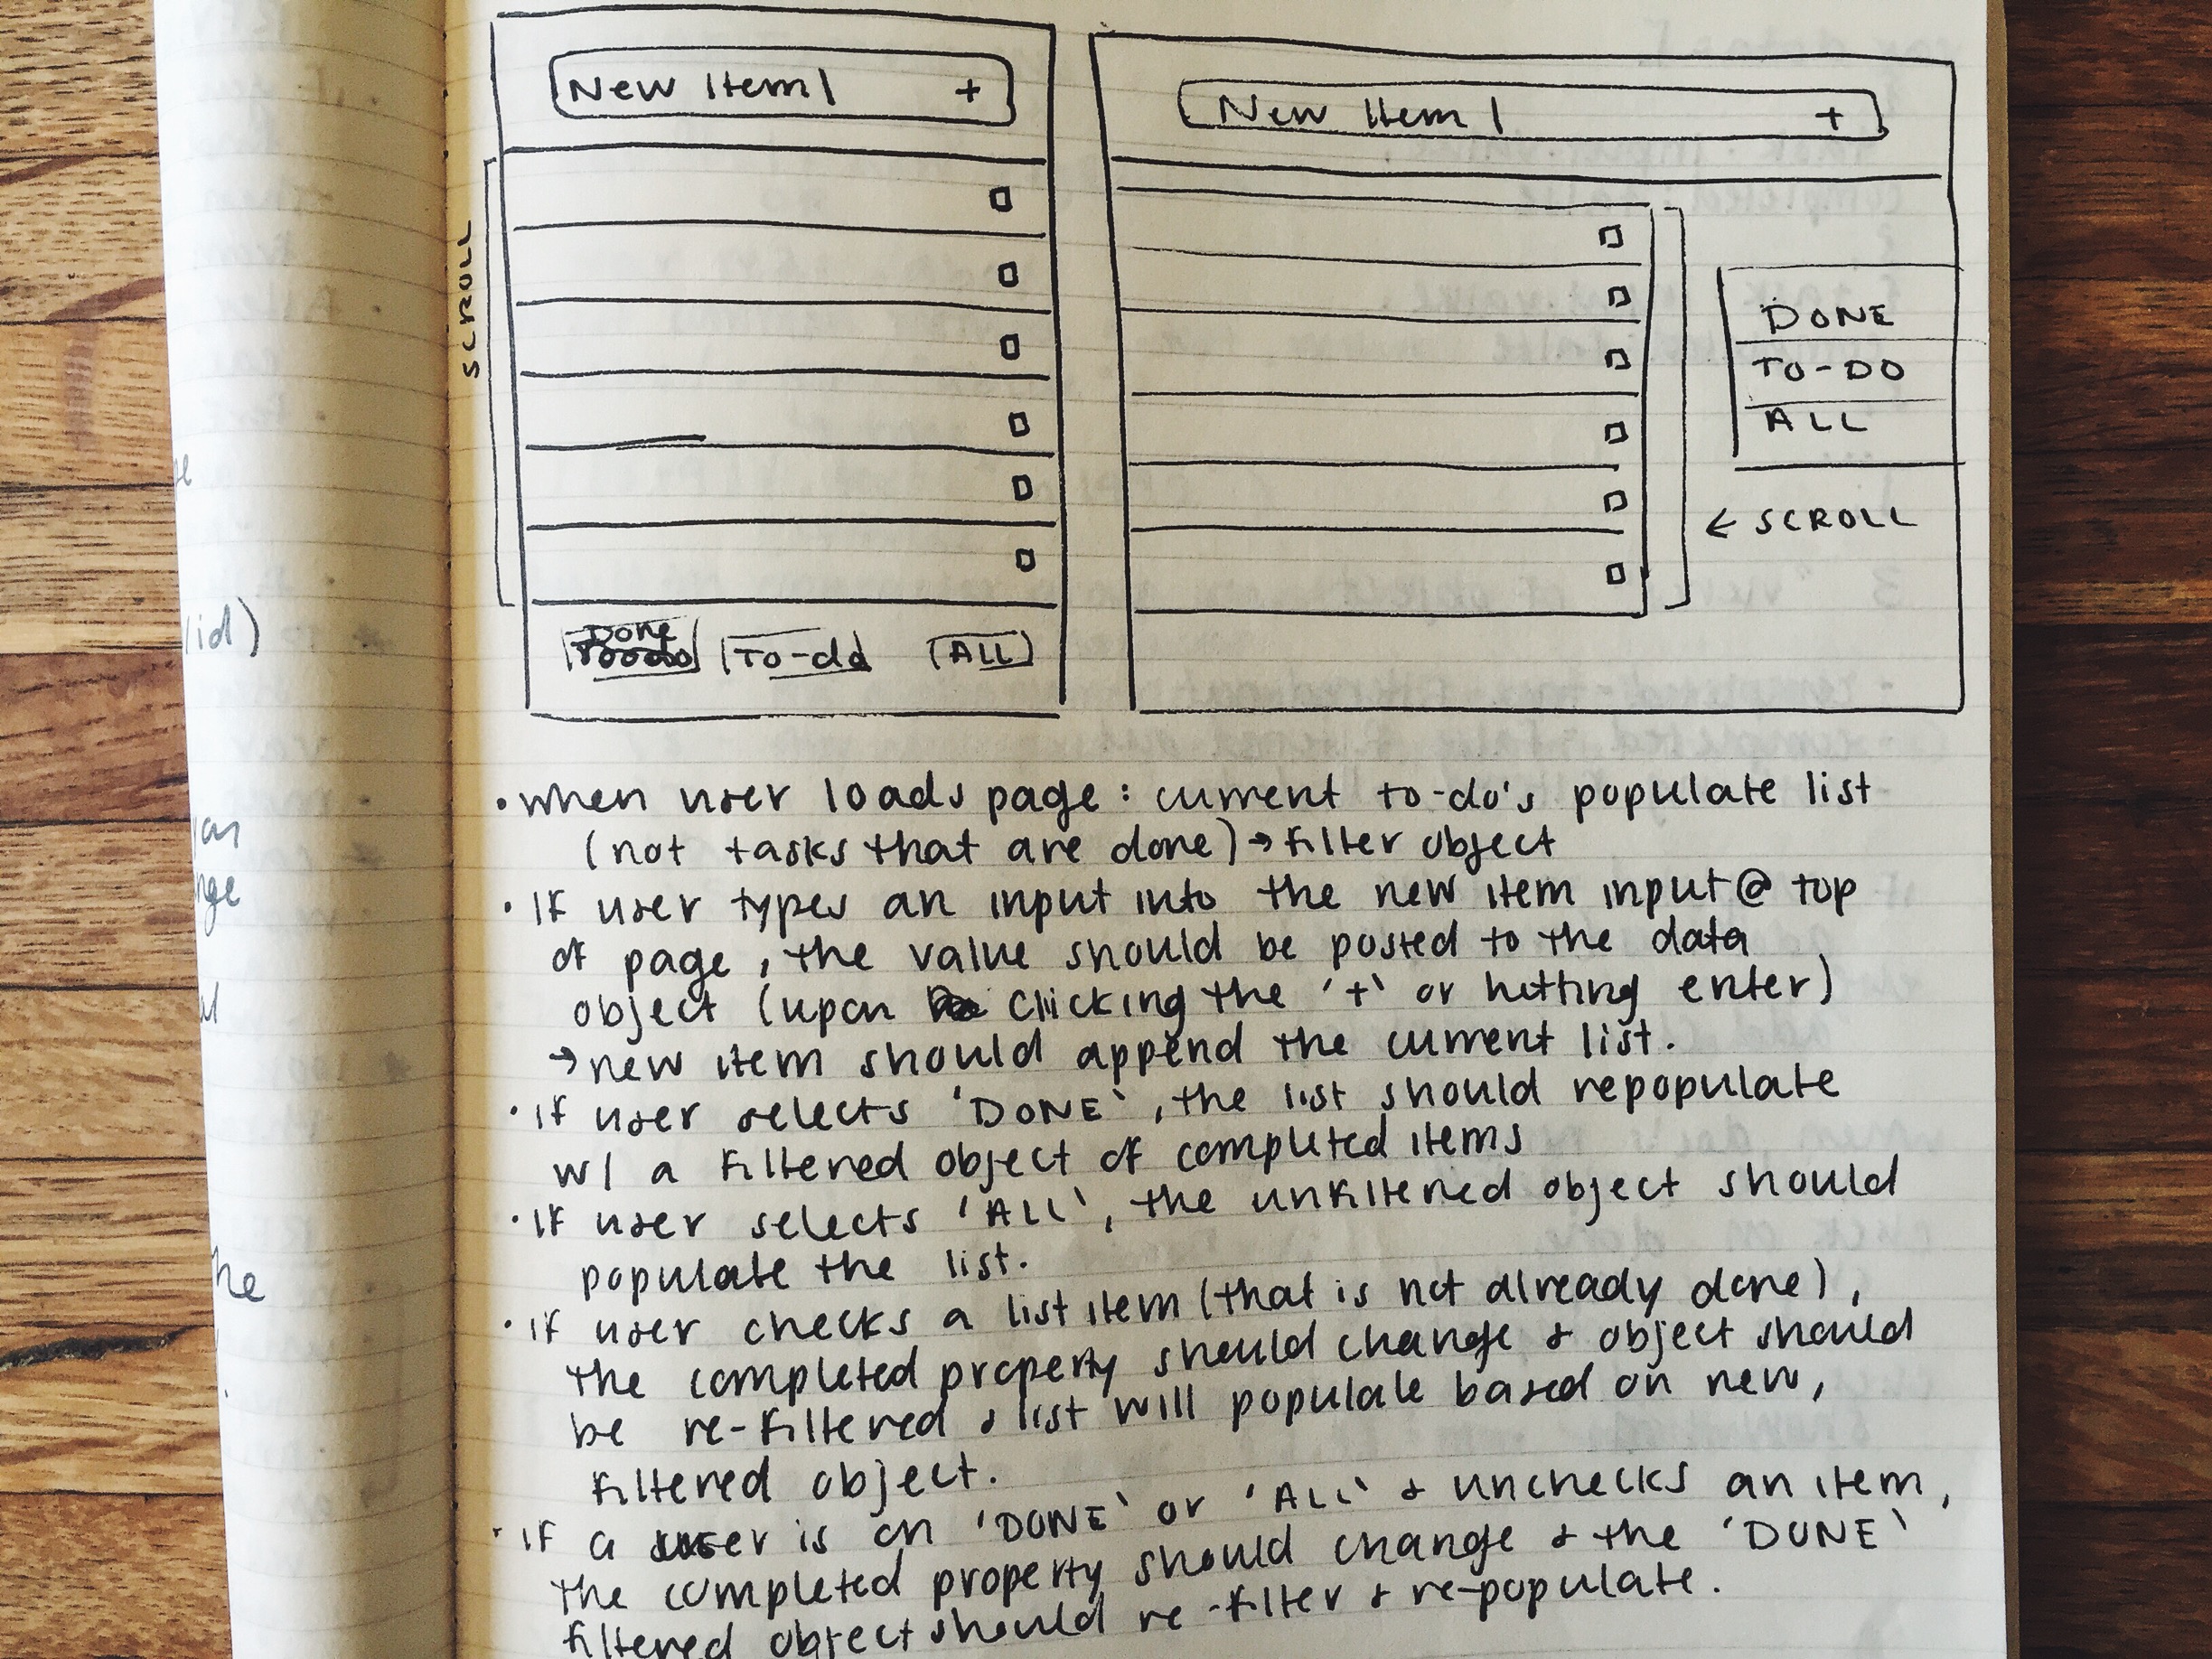 New Item |
+
SCROLL
Done
To-do
ALL
New Item |
+
DONE
TO-DO
ALL
← SCROLL
• when user loads page: current to-do's populate list
(not tasks that are done) → filter object
• If user types an input into the new item input @ top
of page, the value should be posted to the data
object (upon clicking the '+' or hitting enter)
→ new item should append the current list.
• if user selects 'DONE', the list should repopulate
w/ a filtered object of completed items
• If user selects 'ALL', the unfiltered object should
populate the list.
• if user checks a list item (that is not already done),
the completed property should change & object should
be re-filtered & list will populate based on new,
filtered object.
• If a user is on 'DONE' or 'ALL' & unchecks an item,
the completed property should change & the 'DONE'
filtered object should re-filter & re-populate.
lid)
nge
he